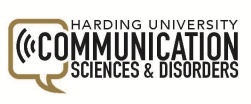 HARDING UNIVERSITY
COMMUNICATION
SCIENCES & DISORDERS